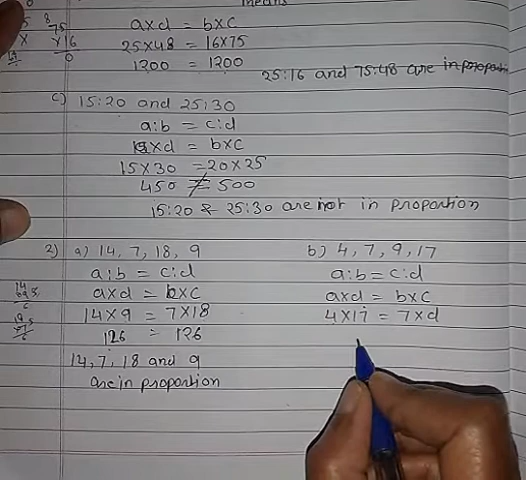 means
a×d = b×c
25×48 = 16×75
1200 = 1200
25:16 and 75:48 are in proportion
c) 15:20 and 25:30
a:b = c:d
a×d = b×c
15×30 = 20×25
450 ≠ 500
15:20 & 25:30 are not in proportion
2) a) 14, 7, 18, 9
a:b = c:d
a×d = b×c
14×9 = 7×18
126 = 126
14, 7, 18 and 9
are in proportion
b) 4, 7, 9, 17
a:b = c:d
a×d = b×c
4×17 = 7×d